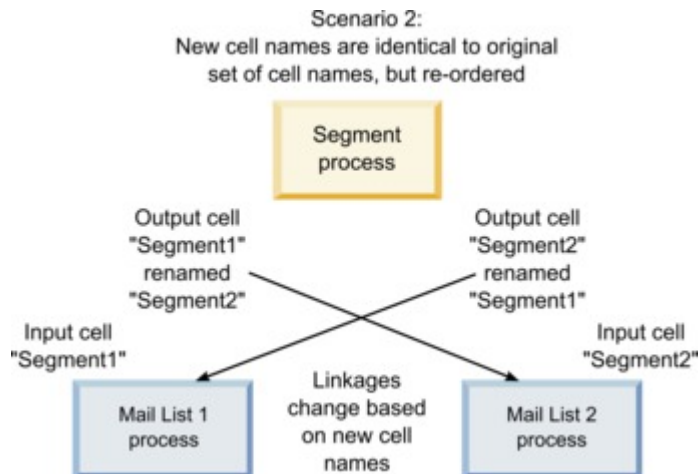 Scenario 2:
New cell names are identical to original
set of cell names, but re-ordered
Segment
process
Output cell
"Segment1"
renamed
"Segment2"
Output cell
"Segment2"
renamed
"Segment1"
Input cell
"Segment1"
Input cell
"Segment2"
Mail List 1
process
Linkages
change based
on new cell
names
Mail List 2
process